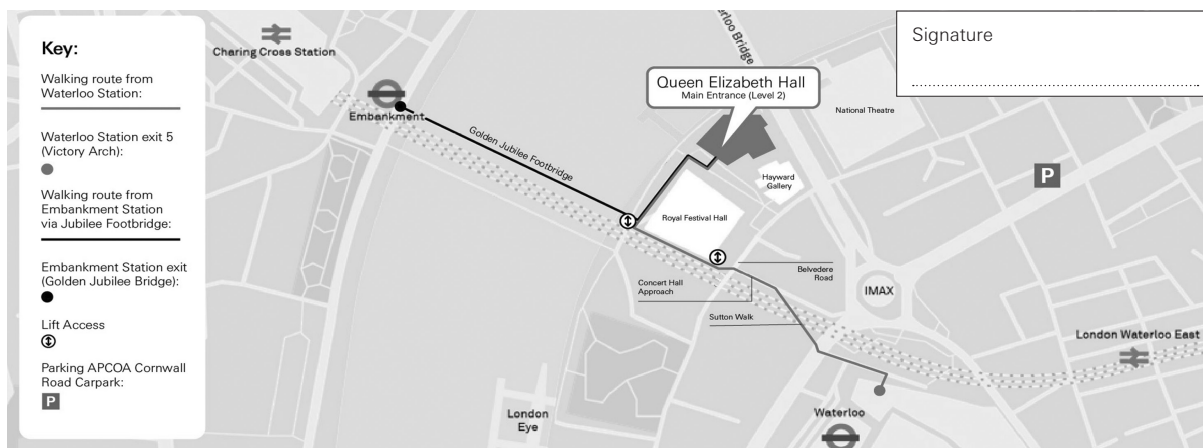 Key:
Walking route from
Waterloo Station:
Waterloo Station exit 5
(Victory Arch):
Walking route from
Embankment Station
via Jubilee Footbridge:
Embankment Station exit
(Golden Jubilee Bridge):
Lift Access
Parking APCOA Cornwall
Road Carpark:
P
Charing Cross Station
Embankment
Golden Jubilee Footbridge
Queen Elizabeth Hall
Main Entrance (Level 2)
erloo Bridge
National Theatre
Signature
P
Hayward
Gallery
Royal Festival Hall
Belvedere
Road
Concert Hall
Approach
Sutton Walk
IMAX
London Waterloo East
London
Eye
Waterloo